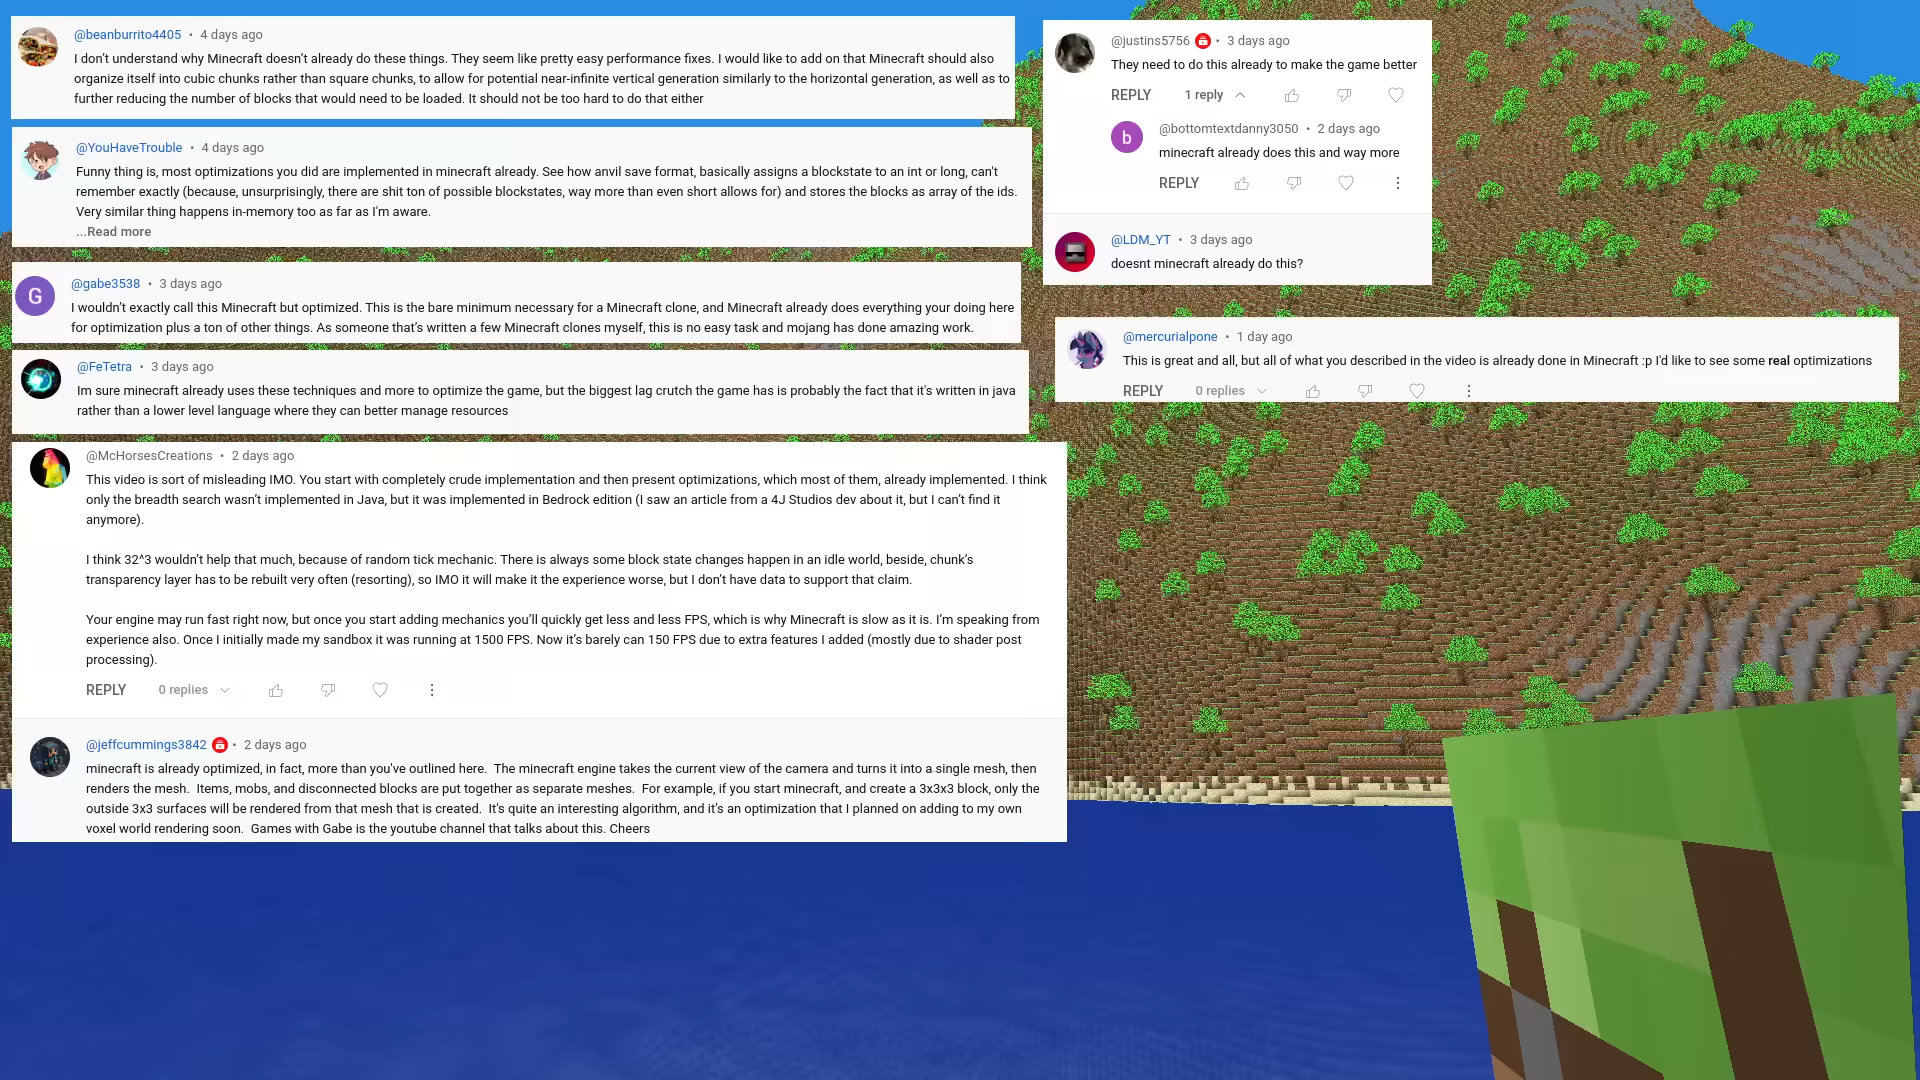 @beanburrito4405 • 4 days ago
I don’t understand why Minecraft doesn’t already do these things. They seem like pretty easy performance fixes. I would like to add on that Minecraft should also
organize itself into cubic chunks rather than square chunks, to allow for potential near-infinite vertical generation similarly to the horizontal generation, as well as to
further reducing the number of blocks that would need to be loaded. It should not be too hard to do that either
@YouHaveTrouble • 4 days ago
Funny thing is, most optimizations you did are implemented in minecraft already. See how anvil save format, basically assigns a blockstate to an int or long, can't
remember exactly (because, unsurprisingly, there are shit ton of possible blockstates, way more than even short allows for) and stores the blocks as array of the ids.
Very similar thing happens in-memory too as far as I'm aware.
...Read more
G
@gabe3538 • 3 days ago
I wouldn’t exactly call this Minecraft but optimized. This is the bare minimum necessary for a Minecraft clone, and Minecraft already does everything your doing here
for optimization plus a ton of other things. As someone that’s written a few Minecraft clones myself, this is no easy task and mojang has done amazing work.
@FeTetra • 3 days ago
Im sure minecraft already uses these techniques and more to optimize the game, but the biggest lag crutch the game has is probably the fact that it's written in java
rather than a lower level language where they can better manage resources
@McHorsesCreations • 2 days ago
This video is sort of misleading IMO. You start with completely crude implementation and then present optimizations, which most of them, already implemented. I think
only the breadth search wasn’t implemented in Java, but it was implemented in Bedrock edition (I saw an article from a 4J Studios dev about it, but I can’t find it
anymore).
I think 32^3 wouldn’t help that much, because of random tick mechanic. There is always some block state changes happen in an idle world, beside, chunk’s
transparency layer has to be rebuilt very often (resorting), so IMO it will make it the experience worse, but I don’t have data to support that claim.
Your engine may run fast right now, but once you start adding mechanics you’ll quickly get less and less FPS, which is why Minecraft is slow as it is. I’m speaking from
experience also. Once I initially made my sandbox it was running at 1500 FPS. Now it’s barely can 150 FPS due to extra features I added (mostly due to shader post
processing).
REPLY 0 replies
@jeffcummings3842 • 2 days ago
minecraft is already optimized, in fact, more than you've outlined here. The minecraft engine takes the current view of the camera and turns it into a single mesh, then
renders the mesh. Items, mobs, and disconnected blocks are put together as separate meshes. For example, if you start minecraft, and create a 3x3x3 block, only the
outside 3x3 surfaces will be rendered from that mesh that is created. It's quite an interesting algorithm, and it's an optimization that I planned on adding to my own
voxel world rendering soon. Games with Gabe is the youtube channel that talks about this. Cheers
@justins5756 • 3 days ago
They need to do this already to make the game better
REPLY 1 reply
b
@bottomtextdanny3050 • 2 days ago
minecraft already does this and way more
REPLY
@LDM_YT • 3 days ago
doesnt minecraft already do this?
@mercurialpone • 1 day ago
This is great and all, but all of what you described in the video is already done in Minecraft :p I'd like to see some real optimizations
REPLY 0 replies